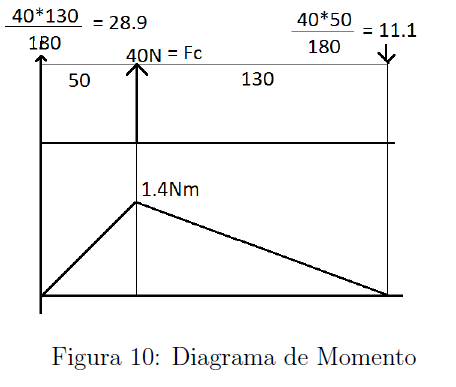 40*130
180
= 28.9
40*50
180
= 11.1
40N = Fc
50
130
1.4Nm
Figura 10: Diagrama de Momento